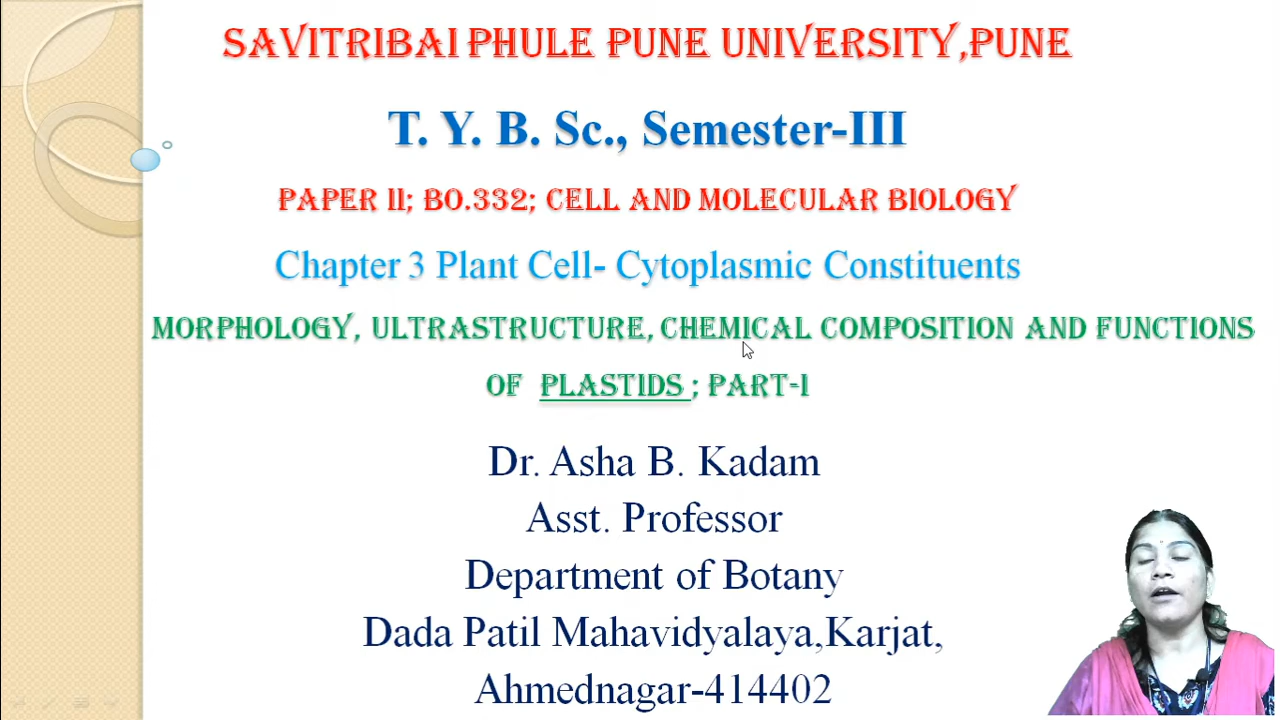 SAVITRIBAI PHULE PUNE UNIVERSITY,PUNE
T. Y. B. Sc., Semester-III
PAPER II; BO.332; CELL AND MOLECULAR BIOLOGY
Chapter 3 Plant Cell- Cytoplasmic Constituents
MORPHOLOGY, ULTRASTRUCTURE, CHEMICAL COMPOSITION AND FUNCTIONS
OF PLASTIDS ; PART-I
Dr. Asha B. Kadam
Asst. Professor
Department of Botany
Dada Patil Mahavidyalaya,Karjat,
Ahmednagar-414402